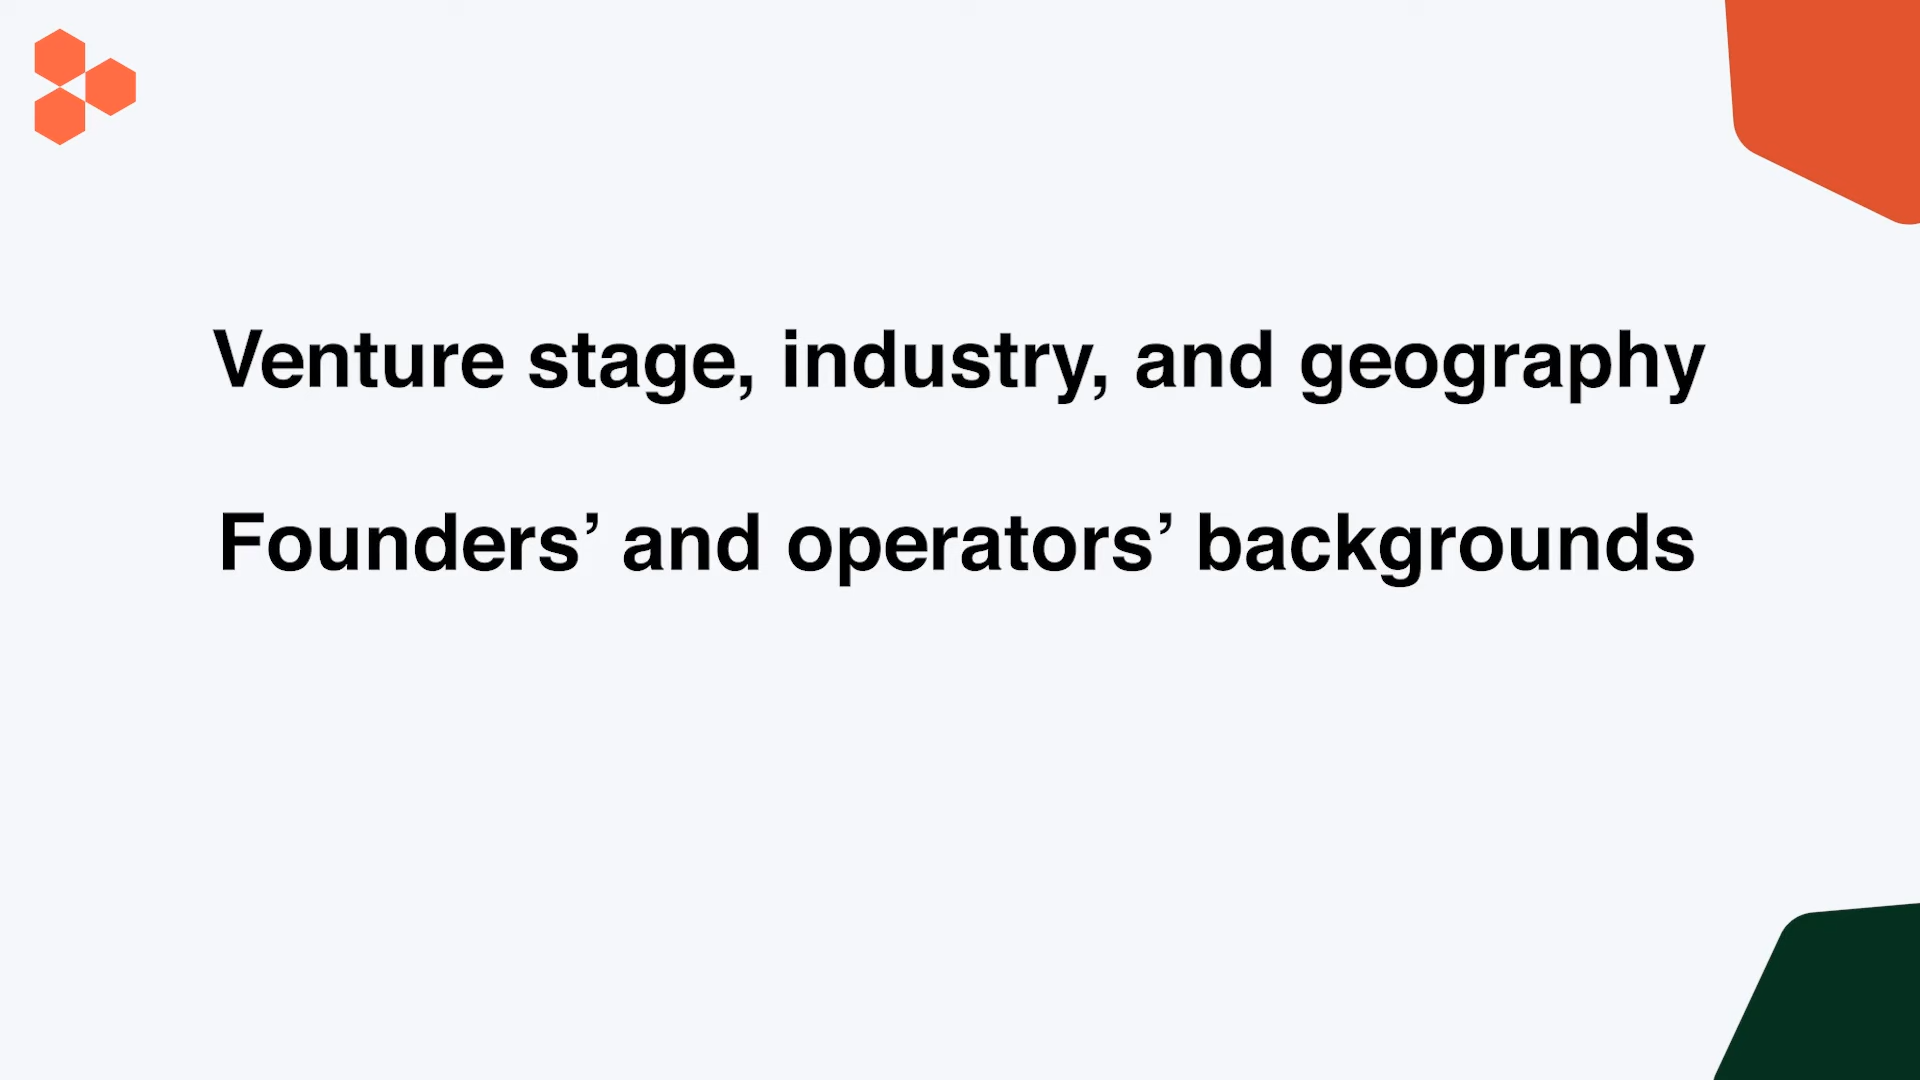 Venture stage, industry, and geography
Founders’ and operators’ backgrounds